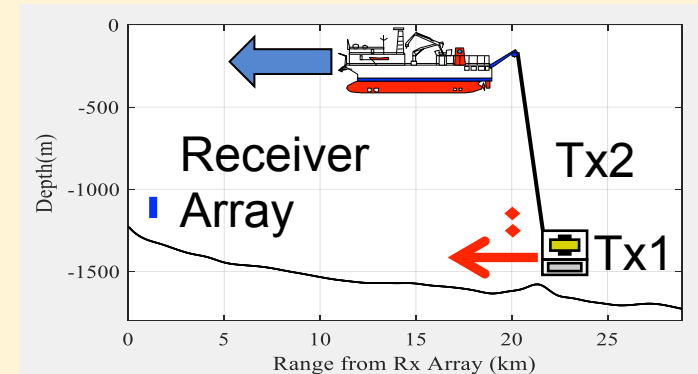 0
-500
-1000
-1500
Depth(m)
Receiver
Array
Tx2
Tx1
0 5 10 15 20 25
Range from Rx Array (km)